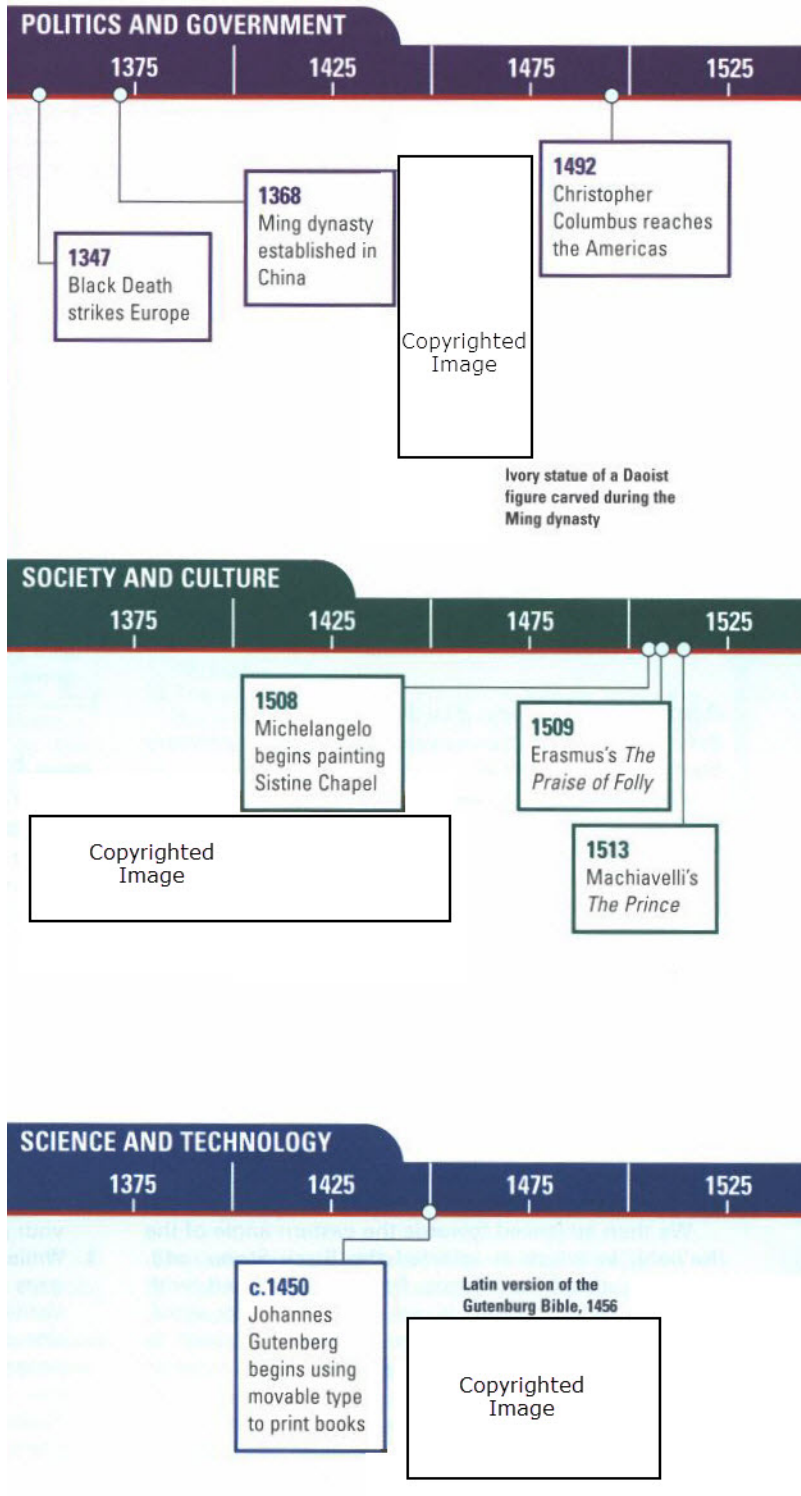 POLITICS AND GOVERNMENT
1375 1425 1475 1525
1492
Christopher
Columbus reaches
the Americas
1368
Ming dynasty
established in
China
1347
Black Death
strikes Europe
Copyrighted
Image
Ivory statue of a Daoist
figure carved during the
Ming dynasty
SOCIETY AND CULTURE
1375 1425 1475 1525
1508
Michelangelo
begins painting
Sistine Chapel
1509
Erasmus's The
Praise of Folly
1513
Machiavelli's
The Prince
Copyrighted
Image
SCIENCE AND TECHNOLOGY
1375 1425 1475 1525
c.1450
Johannes
Gutenberg
begins using
movable type
to print books
Latin version of the
Gutenburg Bible, 1456
Copyrighted
Image